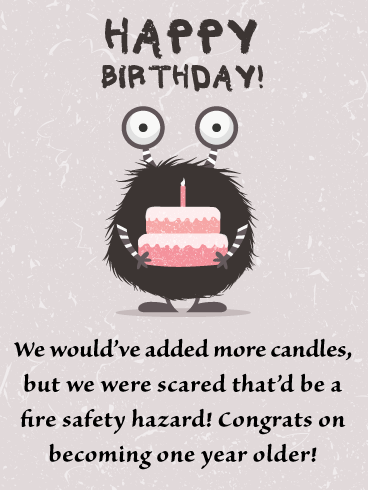 HAPPY
BIRTHDAY!
We would've added more candles,
but we were scared that'd be a
fire safety hazard! Congrats on
becoming one year older!